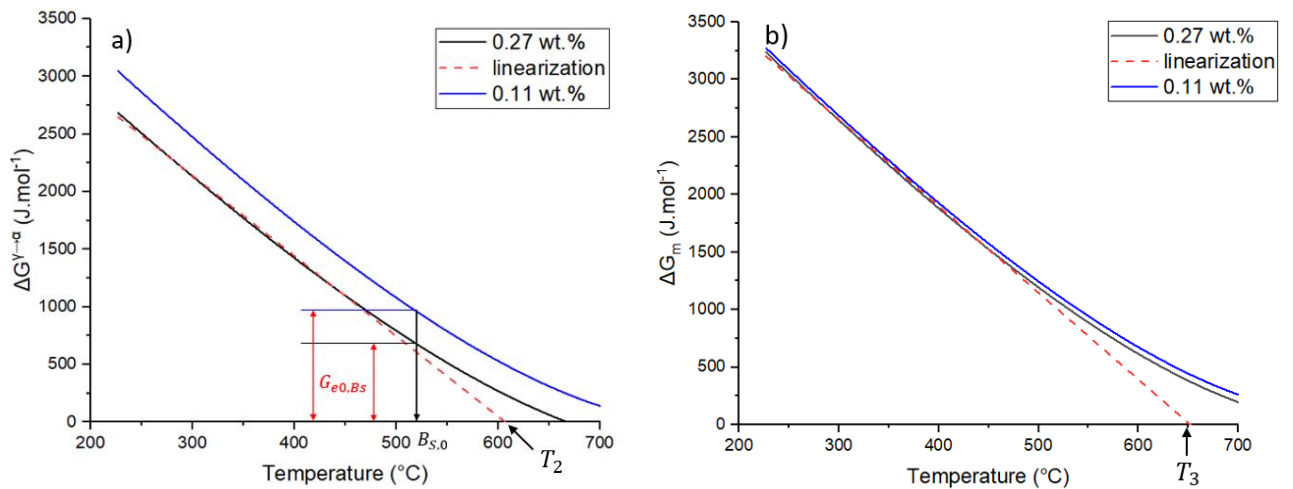 a)
0.27 wt.%
linearization
0.11 wt.%
3500
3000
2500
2000
1500
1000
500
0
ΔG^γ→α (J.mol⁻¹)
G_e0,Bs
B_S,0
T₂
200 300 400 500 600 700
Temperature (°C)
b)
0.27 wt.%
linearization
0.11 wt.%
3500
3000
2500
2000
1500
1000
500
0
ΔG_m (J.mol⁻¹)
200 300 400 500 600 700
Temperature (°C)
T₃